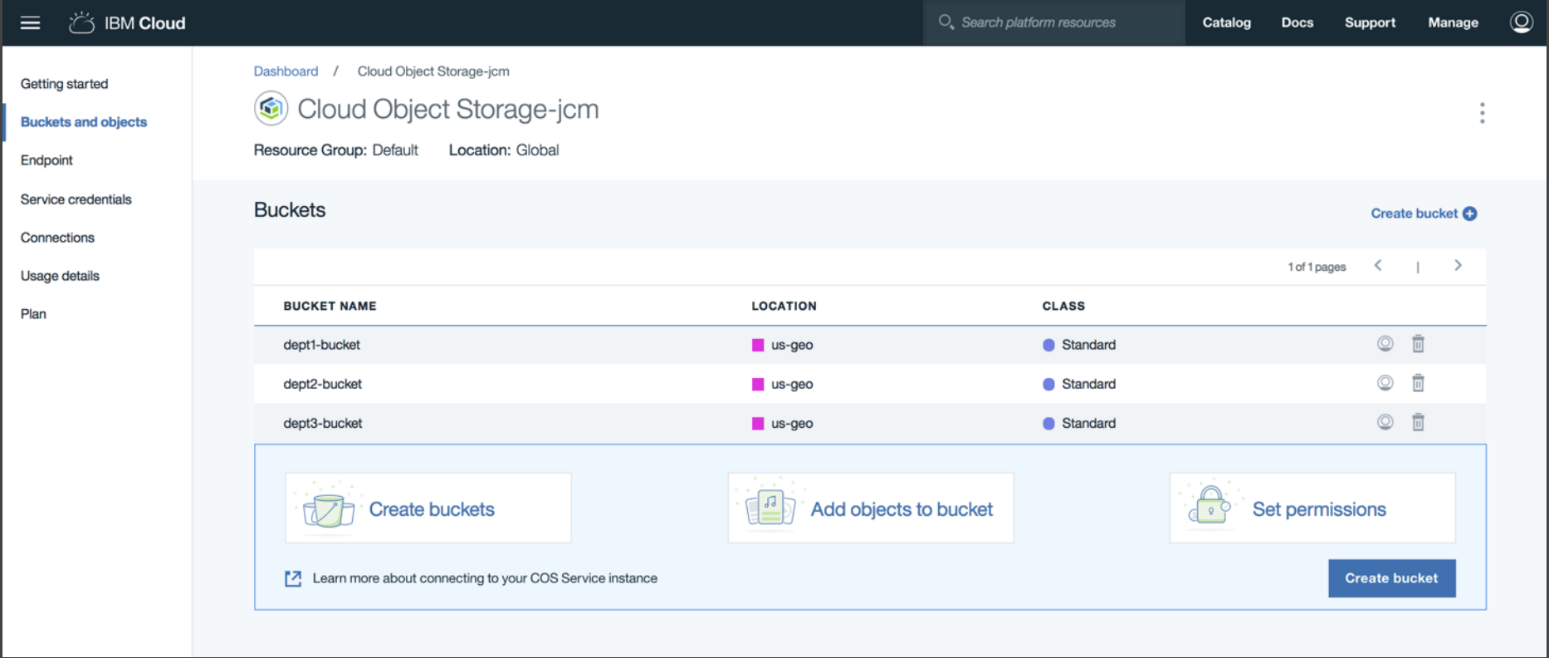 IBM Cloud
Search platform resources
Catalog
Docs
Support
Manage
Getting started
Buckets and objects
Endpoint
Service credentials
Connections
Usage details
Plan
Dashboard / Cloud Object Storage-jcm
Cloud Object Storage-jcm
Resource Group: Default Location: Global
Buckets
Create bucket
1 of 1 pages < | >
BUCKET NAME LOCATION CLASS
dept1-bucket us-geo Standard
dept2-bucket us-geo Standard
dept3-bucket us-geo Standard
Create buckets
Add objects to bucket
Set permissions
Learn more about connecting to your COS Service instance
Create bucket